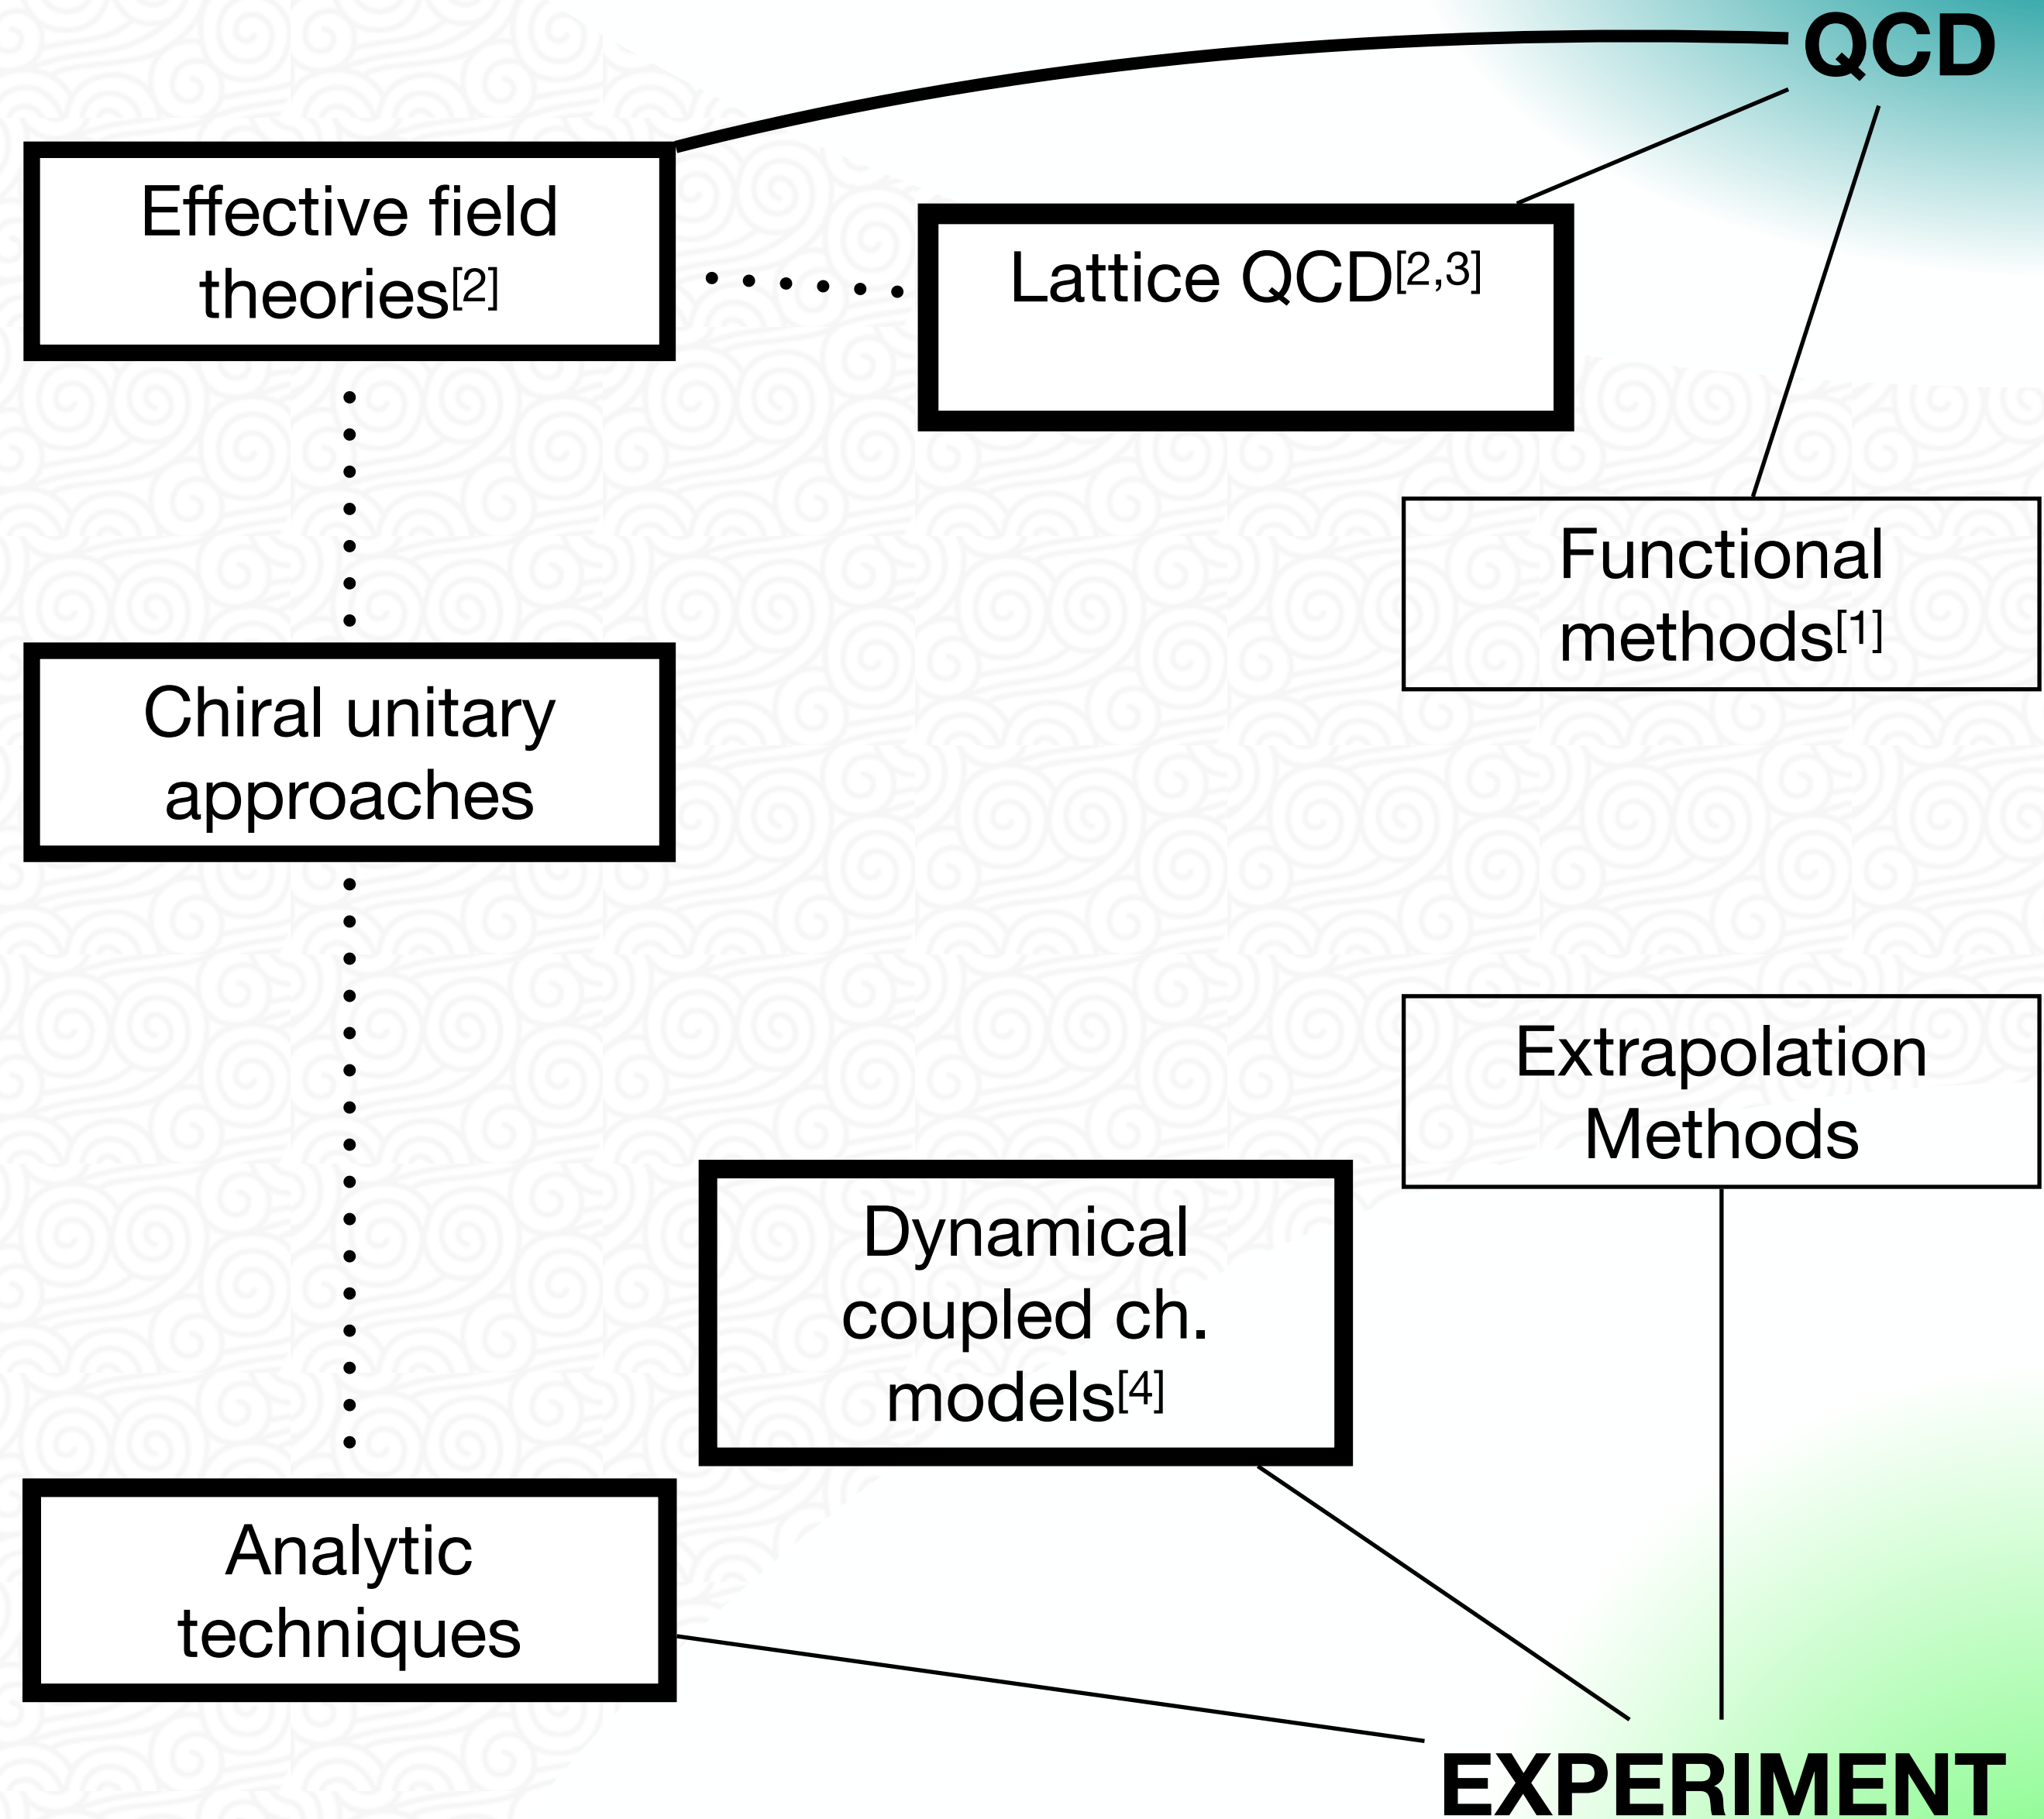 QCD
Effective field
theories[2]
Lattice QCD[2,3]
Functional
methods[1]
Chiral unitary
approaches
Extrapolation
Methods
Dynamical
coupled ch.
models[4]
Analytic
techniques
EXPERIMENT